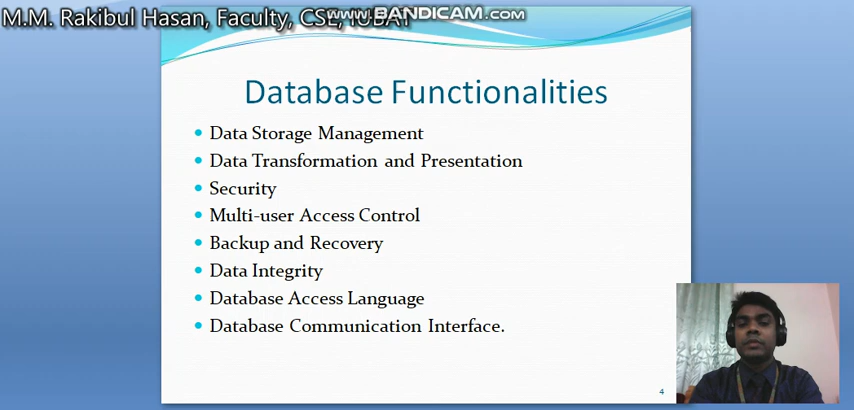 M.M. Rakibul Hasan, Faculty, CSE, IUBAT
www.BANDICAM.com
Database Functionalities
• Data Storage Management
• Data Transformation and Presentation
• Security
• Multi-user Access Control
• Backup and Recovery
• Data Integrity
• Database Access Language
• Database Communication Interface.
4